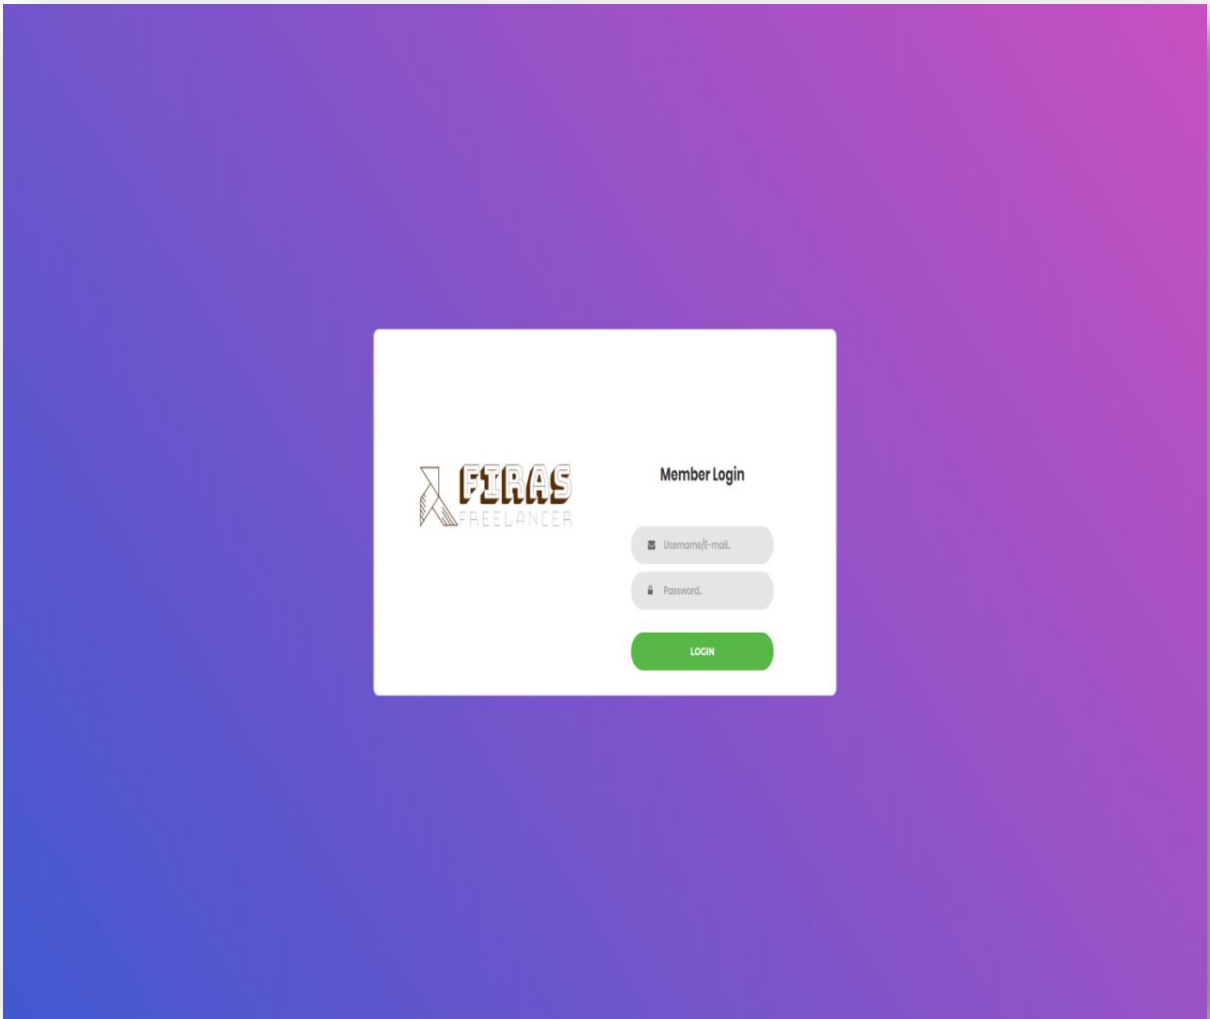 FIRAS
FREELANCER
Member Login
Username/E-mail..
Password..
LOGIN